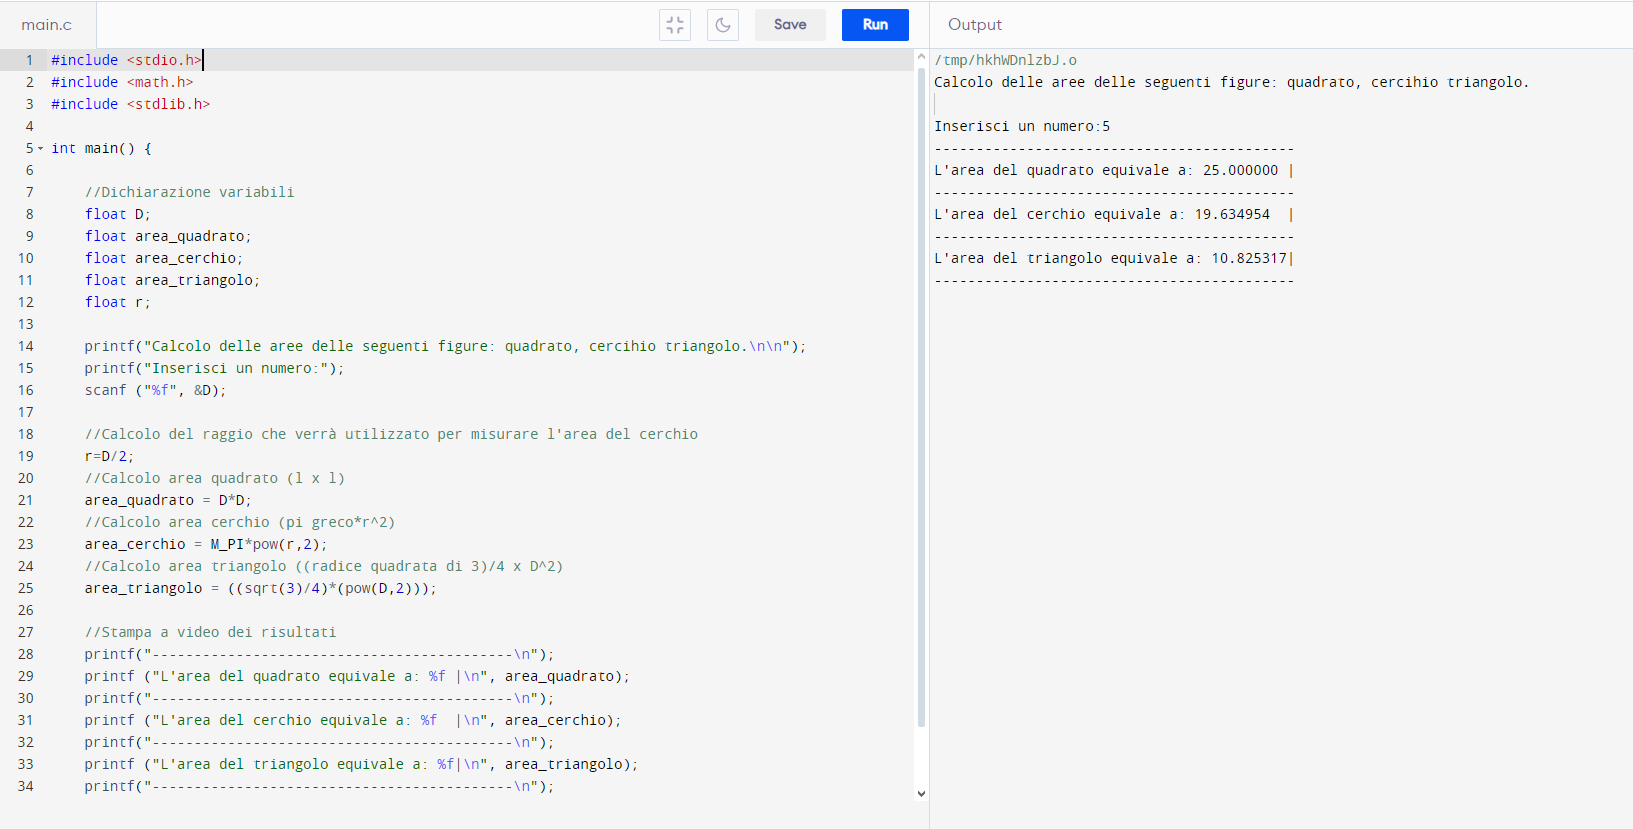 main.c
Save
Run
Output
1 #include <stdio.h>
2 #include <math.h>
3 #include <stdlib.h>
4
5 int main() {
6
7     //Dichiarazione variabili
8     float D;
9     float area_quadrato;
10     float area_cerchio;
11     float area_triangolo;
12     float r;
13
14     printf("Calcolo delle aree delle seguenti figure: quadrato, cercihio triangolo.\n\n");
15     printf("Inserisci un numero:");
16     scanf ("%f", &D);
17
18     //Calcolo del raggio che verrà utilizzato per misurare l'area del cerchio
19     r=D/2;
20     //Calcolo area quadrato (l x l)
21     area_quadrato = D*D;
22     //Calcolo area cerchio (pi greco*r^2)
23     area_cerchio = M_PI*pow(r,2);
24     //Calcolo area triangolo ((radice quadrata di 3)/4 x D^2)
25     area_triangolo = ((sqrt(3)/4)*(pow(D,2)));
26
27     //Stampa a video dei risultati
28     printf("-------------------------------------------\n");
29     printf ("L'area del quadrato equivale a: %f |\n", area_quadrato);
30     printf("-------------------------------------------\n");
31     printf ("L'area del cerchio equivale a: %f  |\n", area_cerchio);
32     printf("-------------------------------------------\n");
33     printf ("L'area del triangolo equivale a: %f|\n", area_triangolo);
34     printf("-------------------------------------------\n");
/tmp/hkhWDnlzbJ.o
Calcolo delle aree delle seguenti figure: quadrato, cercihio triangolo.
Inserisci un numero:5
-------------------------------------------
L'area del quadrato equivale a: 25.000000 |
-------------------------------------------
L'area del cerchio equivale a: 19.634954  |
-------------------------------------------
L'area del triangolo equivale a: 10.825317|
-------------------------------------------